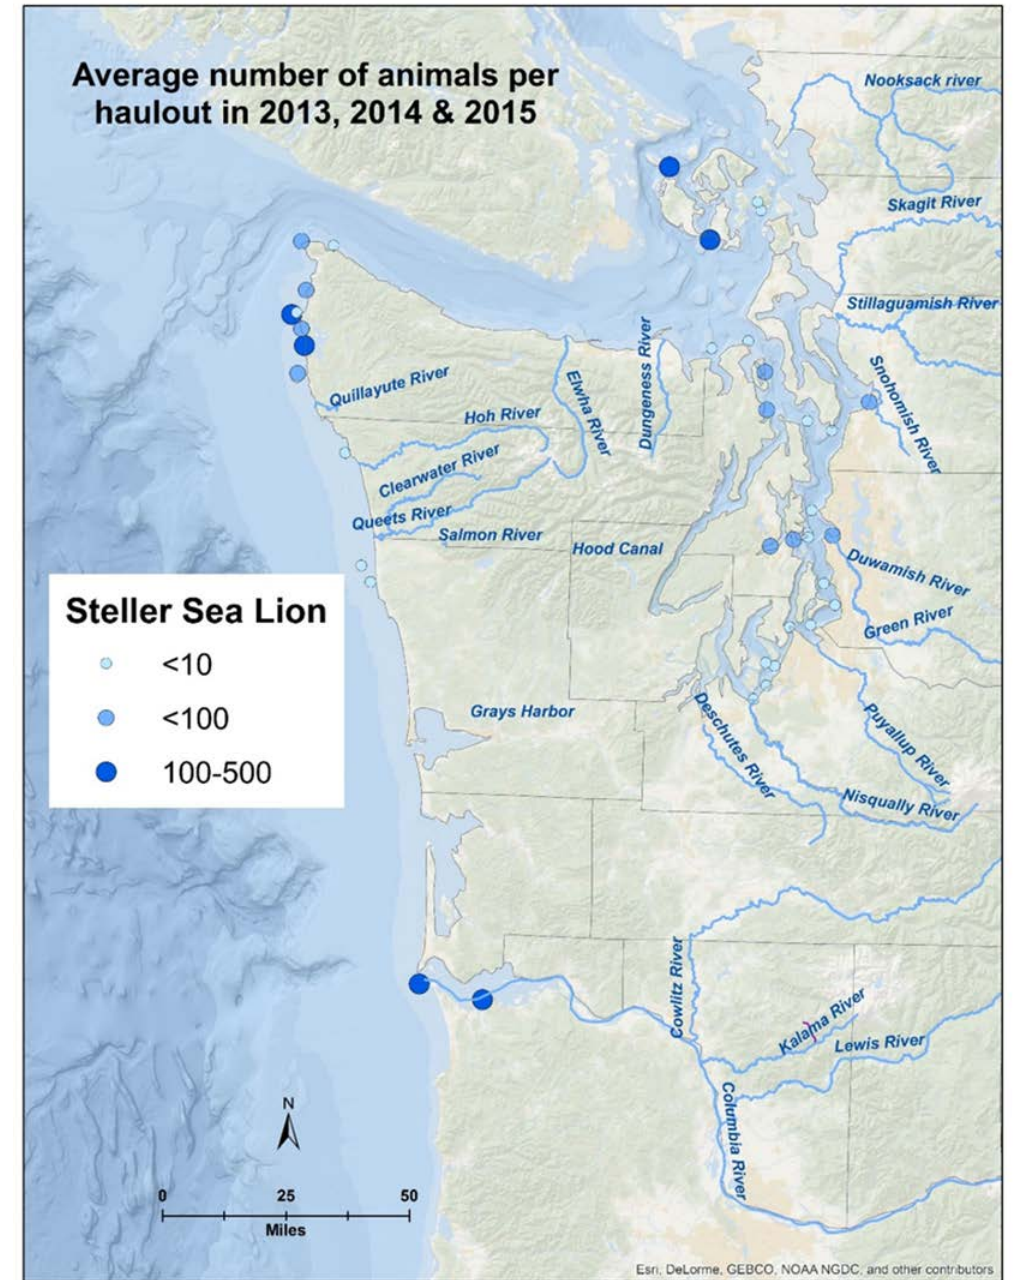 Average number of animals per
haulout in 2013, 2014 & 2015
Nooksack river
Skagit River
Stillaguamish River
Snohomish River
Dungeness River
Elwha River
Quillayute River
Hoh River
Clearwater River
Queets River
Salmon River
Hood Canal
Duwamish River
Green River
Steller Sea Lion
<10
<100
100-500
Grays Harbor
Deschutes River
Puyallup River
Nisqually River
Cowlitz River
Kalama River
Lewis River
Columbia River
N
0 25 50
Miles
Esri, DeLorme, GEBCO, NOAA NGDC, and other contributors